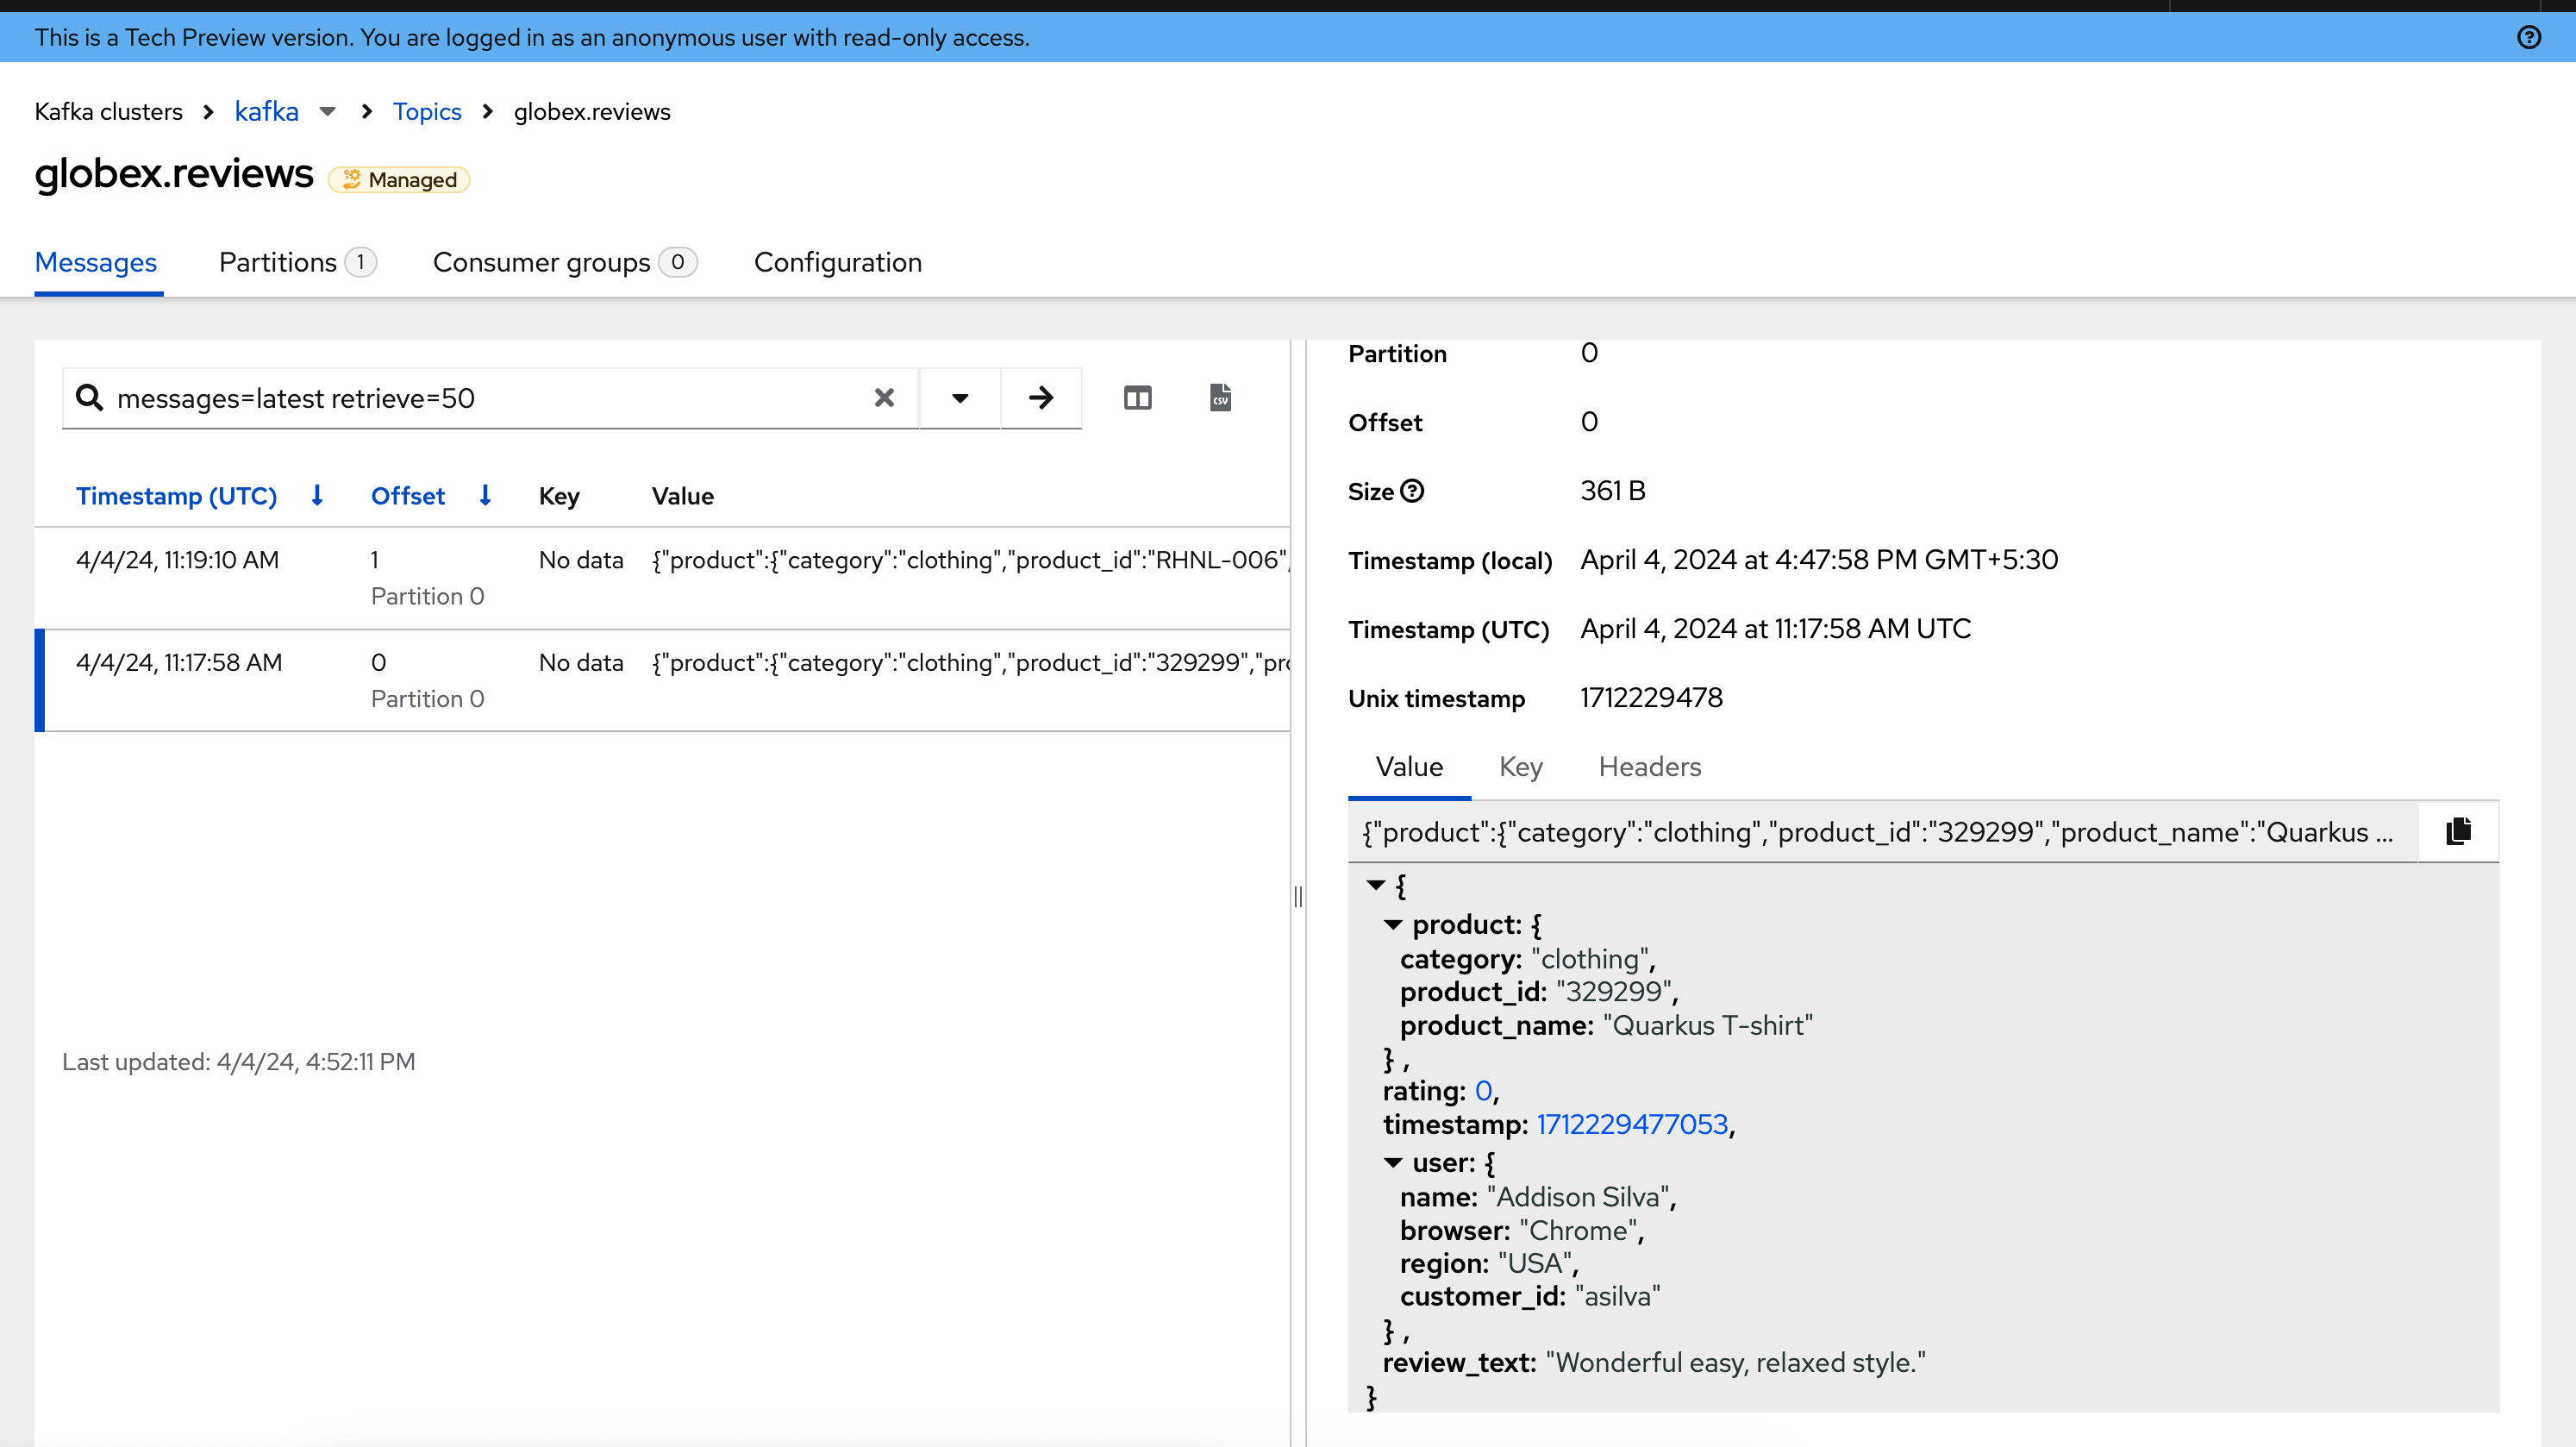 This is a Tech Preview version. You are logged in as an anonymous user with read-only access.
Kafka clusters > kafka > Topics > globex.reviews
globex.reviews Managed
Messages Partitions 1 Consumer groups 0 Configuration
messages=latest retrieve=50
CSV
Timestamp (UTC) Offset Key Value
4/4/24, 11:19:10 AM 1 No data {"product":{"category":"clothing","product_id":"RHNL-006",
Partition 0
4/4/24, 11:17:58 AM 0 No data {"product":{"category":"clothing","product_id":"329299","pro
Partition 0
Last updated: 4/4/24, 4:52:11 PM
Partition 0
Offset 0
Size 361 B
Timestamp (local) April 4, 2024 at 4:47:58 PM GMT+5:30
Timestamp (UTC) April 4, 2024 at 11:17:58 AM UTC
Unix timestamp 1712229478
Value Key Headers
{"product":{"category":"clothing","product_id":"329299","product_name":"Quarkus ...
{
product: {
category: "clothing",
product_id: "329299",
product_name: "Quarkus T-shirt"
} ,
rating: 0,
timestamp: 1712229477053,
user: {
name: "Addison Silva",
browser: "Chrome",
region: "USA",
customer_id: "asilva"
} ,
review_text: "Wonderful easy, relaxed style."
}